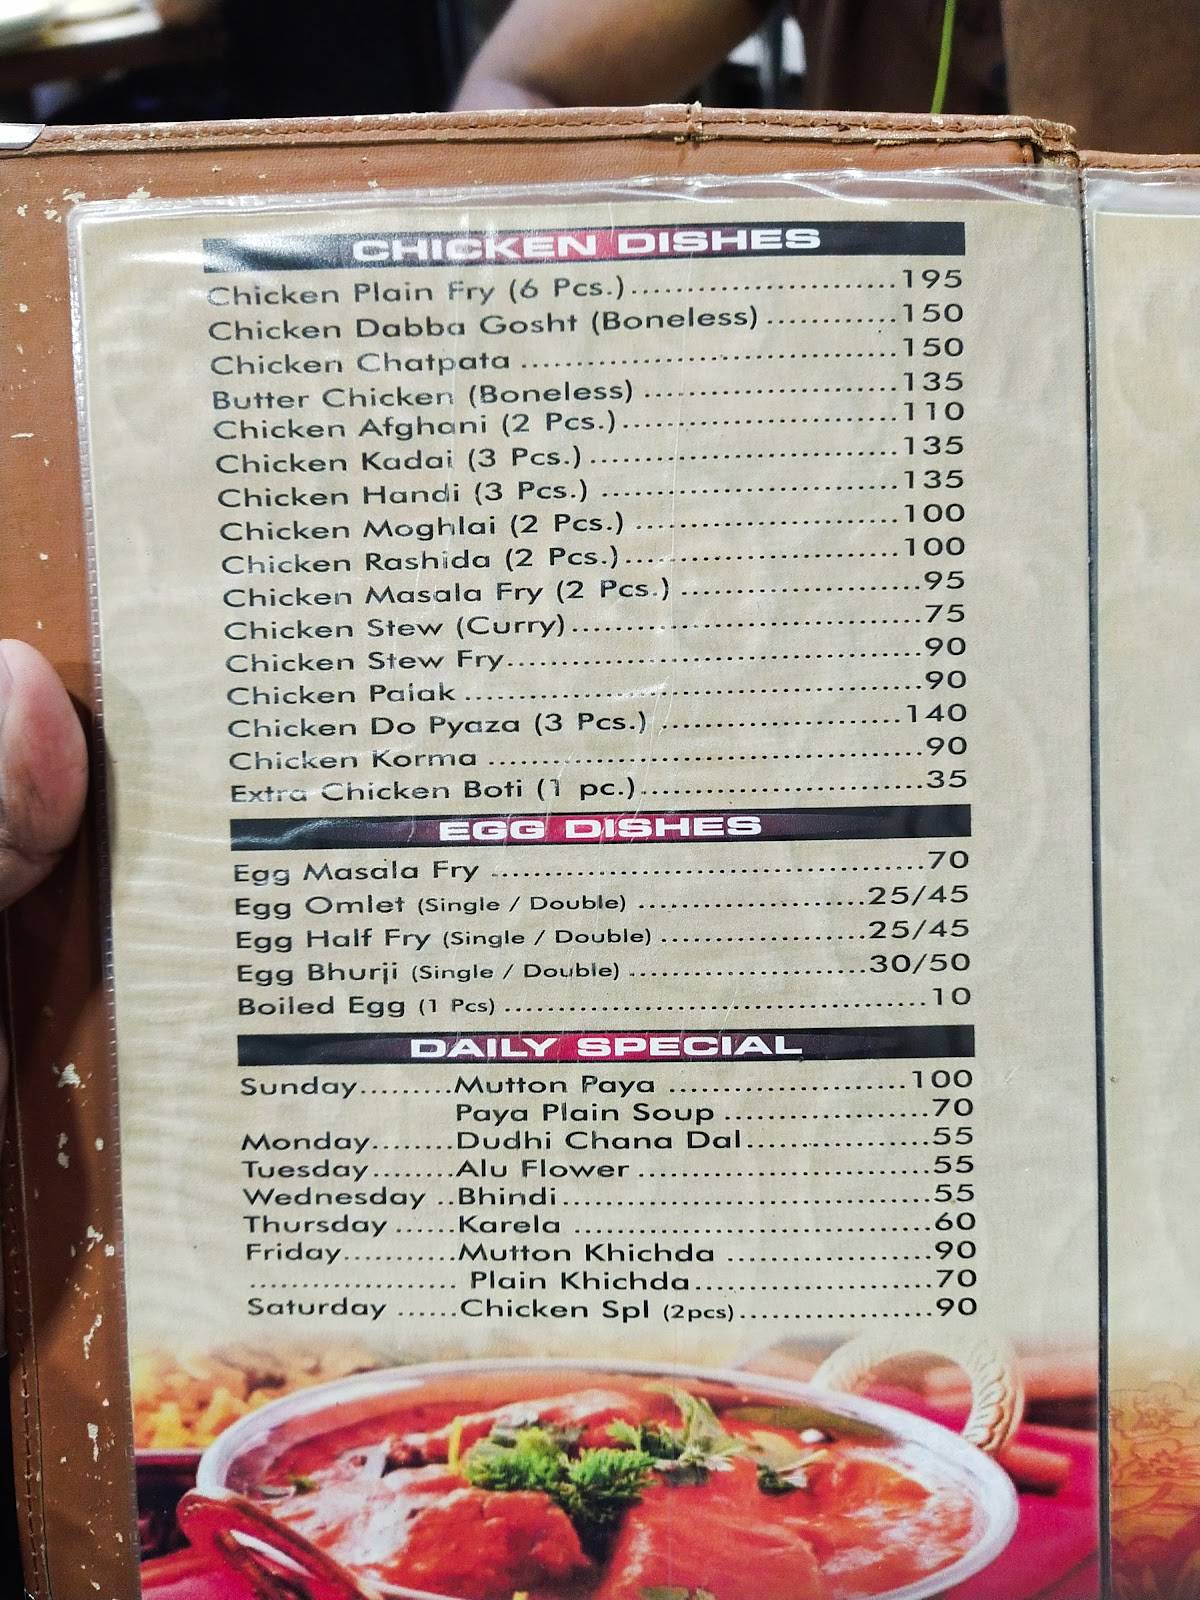 CHICKEN DISHES
Chicken Plain Fry (6 Pcs.)..........................195
Chicken Dabba Gosht (Boneless) .............150
Chicken Chatpata .....................................150
Butter Chicken (Boneless) .........................135
Chicken Afghani (2 Pcs.)...........................110
Chicken Kadai (3 Pcs.)..............................135
Chicken Handi (3 Pcs.) .............................135
Chicken Moghlai (2 Pcs.) ..........................100
Chicken Rashida (2 Pcs.)...........................100
Chicken Masala Fry (2 Pcs.) ........................95
Chicken Stew (Curry)...................................75
Chicken Stew Fry.........................................90
Chicken Palak .............................................90
Chicken Do Pyaza (3 Pcs.) ........................140
Chicken Korma ...........................................90
Extra Chicken Boti (1 pc.)............................35
EGG DISHES
Egg Masala Fry ...........................................70
Egg Omlet (Single / Double) ......................25/45
Egg Half Fry (Single / Double) ....................25/45
Egg Bhurji (Single / Double) .......................30/50
Boiled Egg (1 Pcs) .........................................10
DAILY SPECIAL
Sunday.........Mutton Paya .......................100
Paya Plain Soup ....................70
Monday........Dudhi Chana Dal..................55
Tuesday........Alu Flower .............................55
Wednesday ..Bhindi....................................55
Thursday ......Karela ...................................60
Friday...........Mutton Khichda ....................90
.................... Plain Khichda.......................70
Saturday ......Chicken Spl (2pcs)...................90